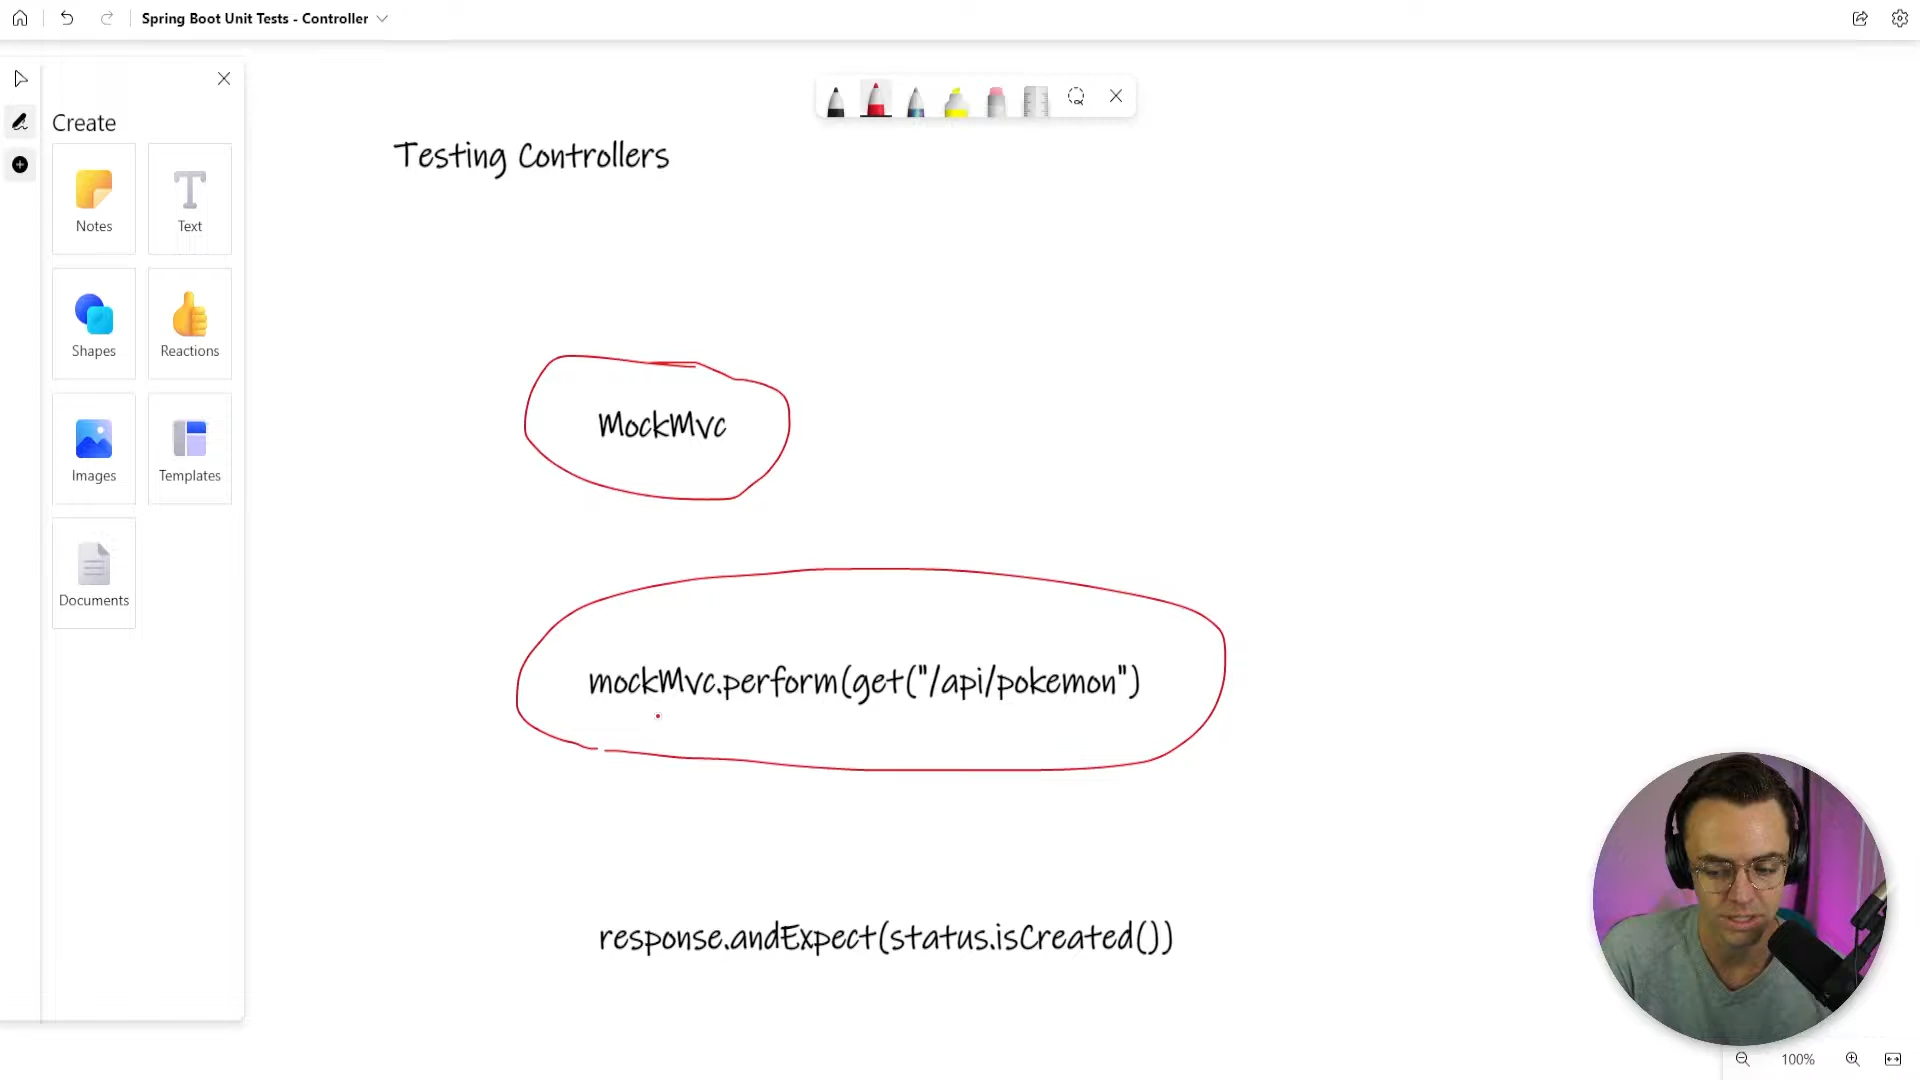 Spring Boot Unit Tests - Controller
Create
Notes
Text
Shapes
Reactions
Images
Templates
Documents
Testing Controllers
MockMvc
mockMvc.perform(get("/api/pokemon")
response.andExpect(status.isCreated())
100%